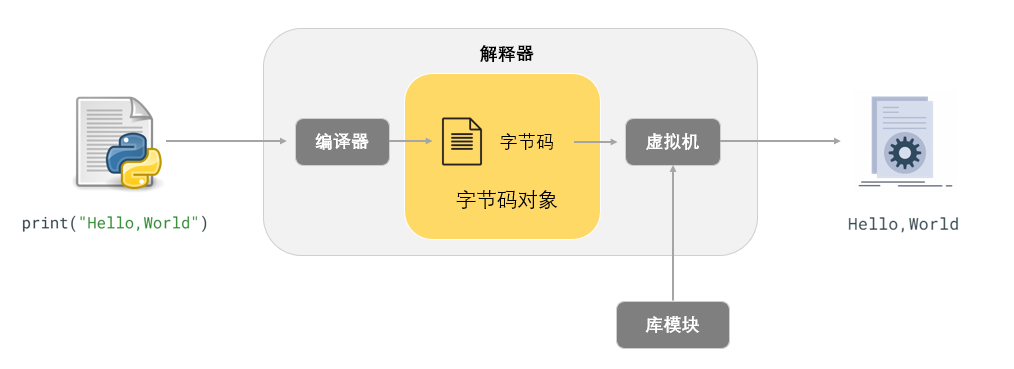 解释器
编译器
字节码
虚拟机
字节码对象
print("Hello,World")
Hello,World
库模块